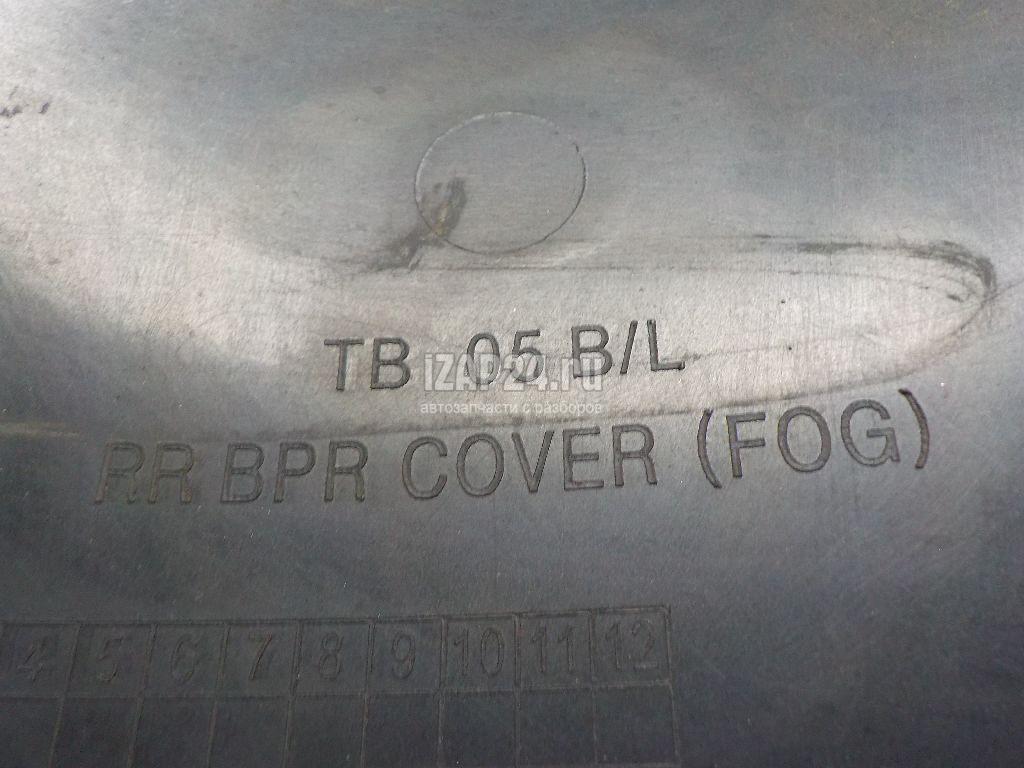 TB 05 B/L
iZAP24.ru
автозапчасти с разборов
RR BPR COVER (FOG)
4 5 6 7 8 9 10 11 12